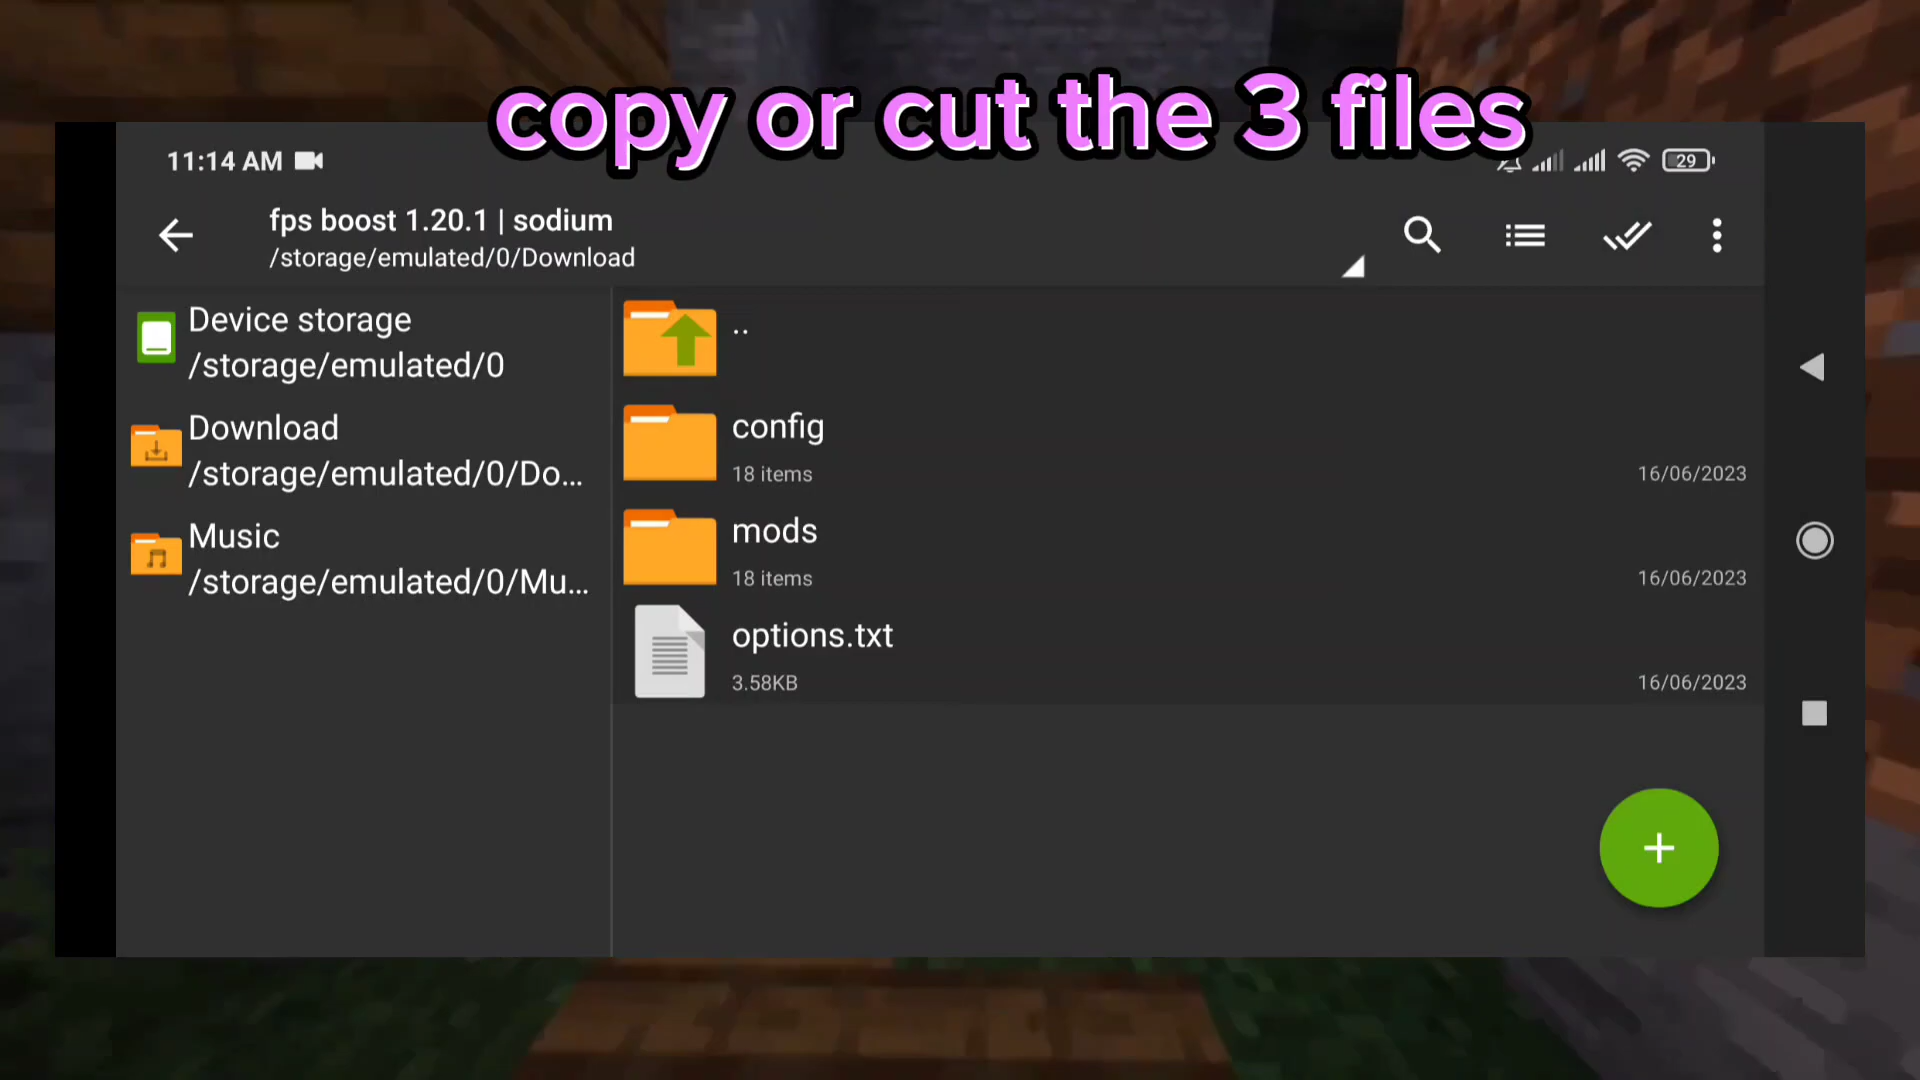 copy or cut the 3 files
11:14 AM
29
fps boost 1.20.1 | sodium
/storage/emulated/0/Download
Device storage
/storage/emulated/0
Download
/storage/emulated/0/Do...
Music
/storage/emulated/0/Mu...
..
config
18 items
16/06/2023
mods
18 items
16/06/2023
options.txt
3.58KB
16/06/2023